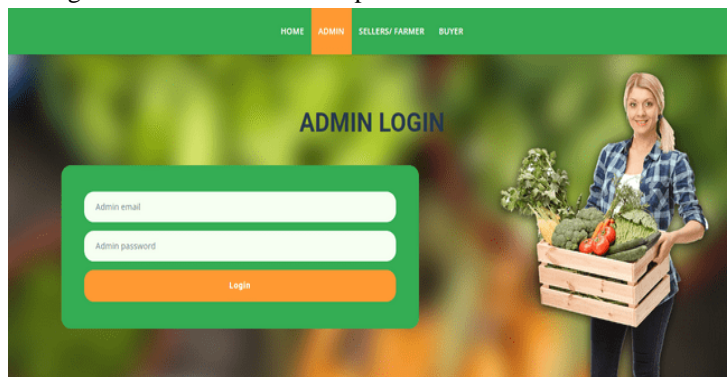 HOME ADMIN SELLERS/ FARMER BUYER
ADMIN LOGIN
Admin email
Admin password
Login